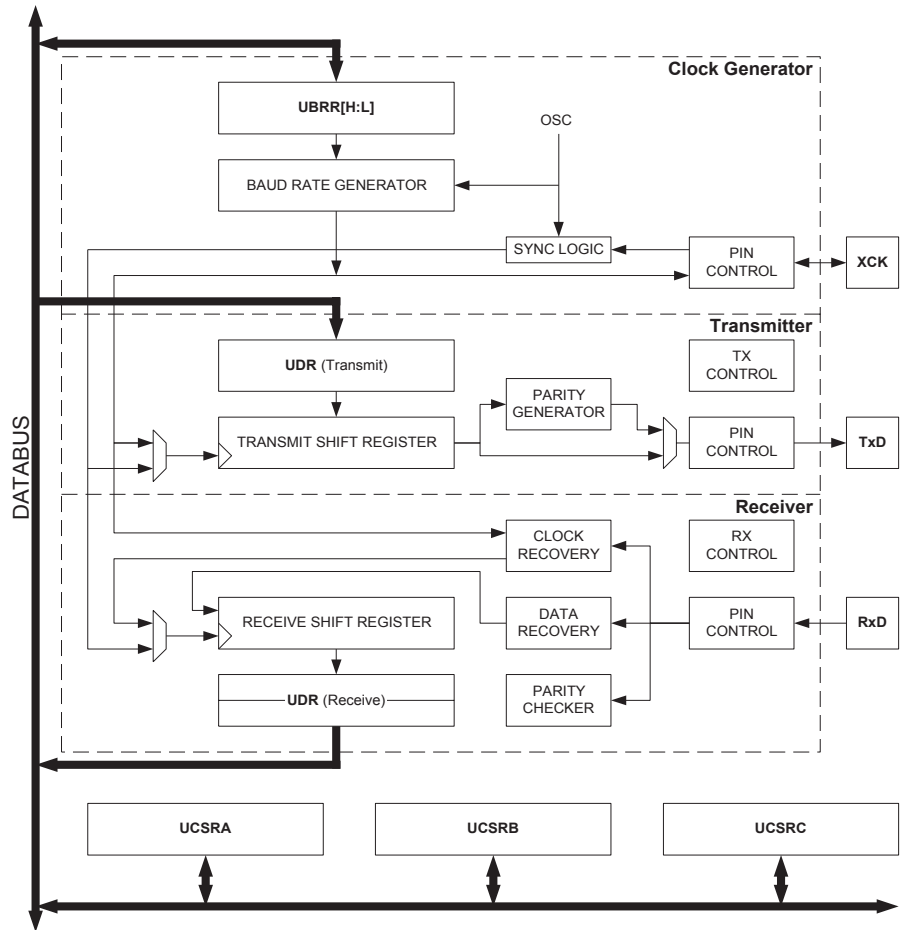 Clock Generator
UBRR[H:L]
OSC
BAUD RATE GENERATOR
SYNC LOGIC
PIN
CONTROL
XCK
DATABUS
Transmitter
UDR (Transmit)
TX
CONTROL
PARITY
GENERATOR
TRANSMIT SHIFT REGISTER
PIN
CONTROL
TxD
Receiver
CLOCK
RECOVERY
RX
CONTROL
RECEIVE SHIFT REGISTER
DATA
RECOVERY
PIN
CONTROL
RxD
UDR (Receive)
PARITY
CHECKER
UCSRA
UCSRB
UCSRC